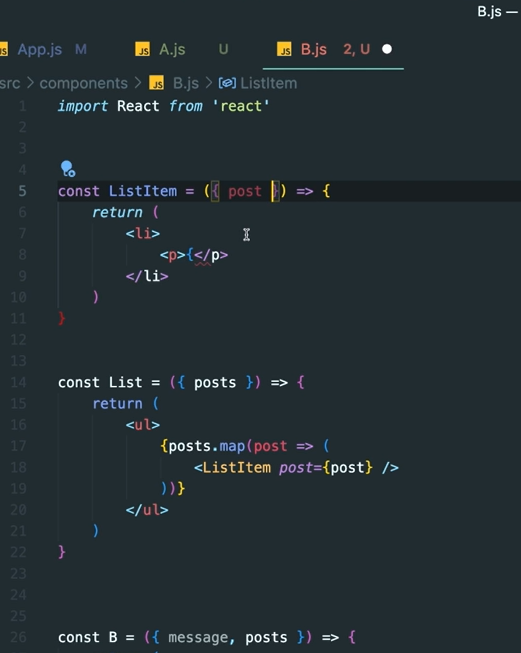 B.js —
JS App.js M JS A.js U JS B.js 2, U
src > components > JS B.js > ListItem
1 import React from 'react'
2
3
4
5 const ListItem = ({ post }) => {
6 return (
7 <li>
8 <p>{</p>
9 </li>
10 )
11 }
12
13
14 const List = ({ posts }) => {
15 return (
16 <ul>
17 {posts.map(post => (
18 <ListItem post={post} />
19 ))}
20 </ul>
21 )
22 }
23
24
25
26 const B = ({ message, posts }) => {